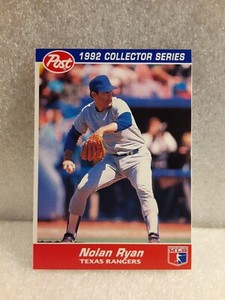 Post
1992 COLLECTOR SERIES
Nolan Ryan
TEXAS RANGERS